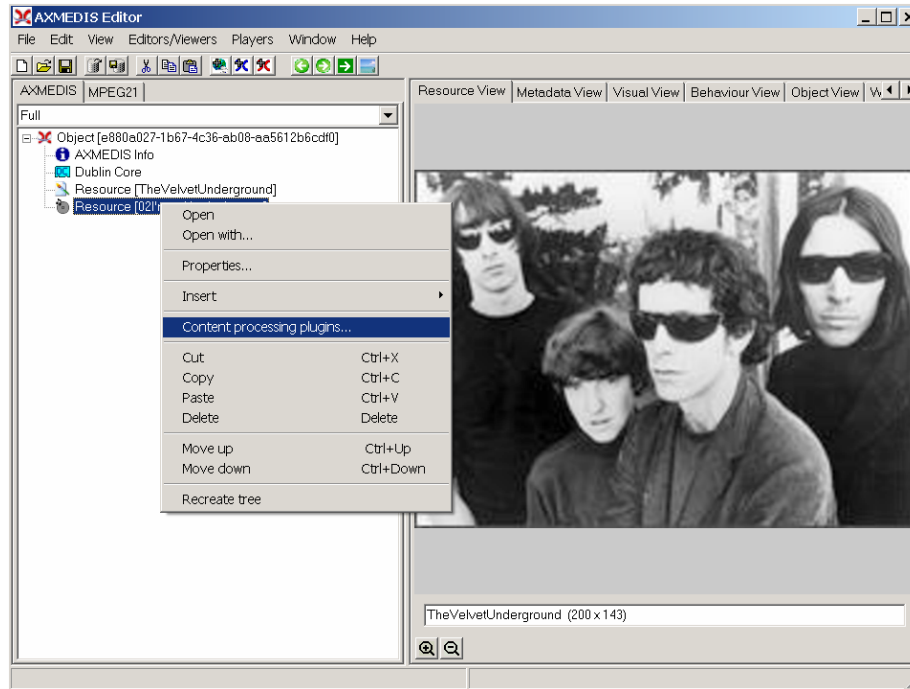 AXMEDIS Editor
File Edit View Editors/Viewers Players Window Help
AXMEDIS MPEG21
Resource View Metadata View Visual View Behaviour View Object View
Full
Object [e880a027-1b67-4c36-ab08-aa5612b6cdf0]
AXMEDIS Info
Dublin Core
Resource [TheVelvetUnderground]
Resource [02I'm
Open
Open with...
Properties...
Insert
Content processing plugins...
Cut Ctrl+X
Copy Ctrl+C
Paste Ctrl+V
Delete Delete
Move up Ctrl+Up
Move down Ctrl+Down
Recreate tree
TheVelvetUnderground (200 x 143)